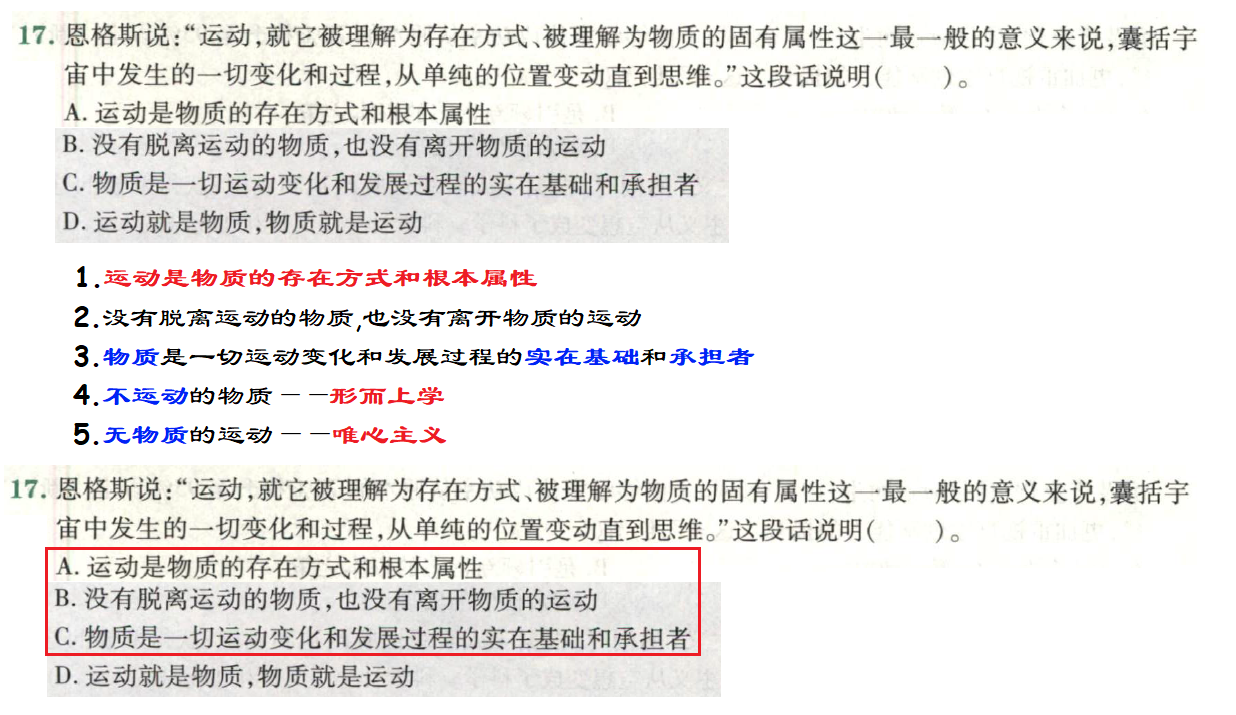 17. 恩格斯说:“运动,就它被理解为存在方式、被理解为物质的固有属性这一最一般的意义来说,囊括宇
宙中发生的一切变化和过程,从单纯的位置变动直到思维。”这段话说明(　　)。
A. 运动是物质的存在方式和根本属性
B. 没有脱离运动的物质,也没有离开物质的运动
C. 物质是一切运动变化和发展过程的实在基础和承担者
D. 运动就是物质,物质就是运动
1.运动是物质的存在方式和根本属性
2.没有脱离运动的物质,也没有离开物质的运动
3.物质是一切运动变化和发展过程的实在基础和承担者
4.不运动的物质——形而上学
5.无物质的运动——唯心主义
17. 恩格斯说:“运动,就它被理解为存在方式、被理解为物质的固有属性这一最一般的意义来说,囊括宇
宙中发生的一切变化和过程,从单纯的位置变动直到思维。”这段话说明(　　)。
A. 运动是物质的存在方式和根本属性
B. 没有脱离运动的物质,也没有离开物质的运动
C. 物质是一切运动变化和发展过程的实在基础和承担者
D. 运动就是物质,物质就是运动